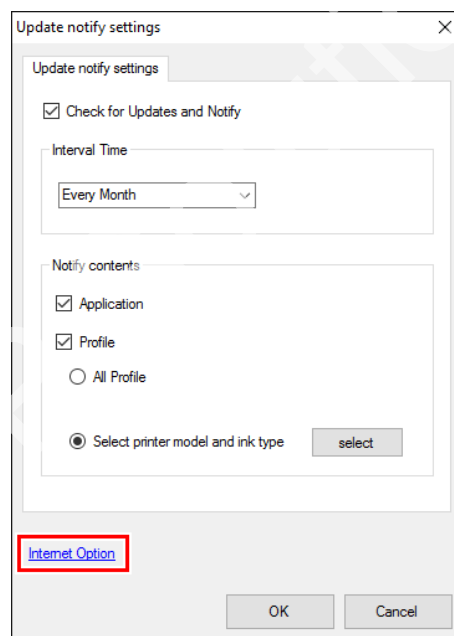 Update notify settings
Update notify settings
Check for Updates and Notify
Interval Time
Every Month
Notify contents
Application
Profile
All Profile
Select printer model and ink type
select
Internet Option
OK
Cancel